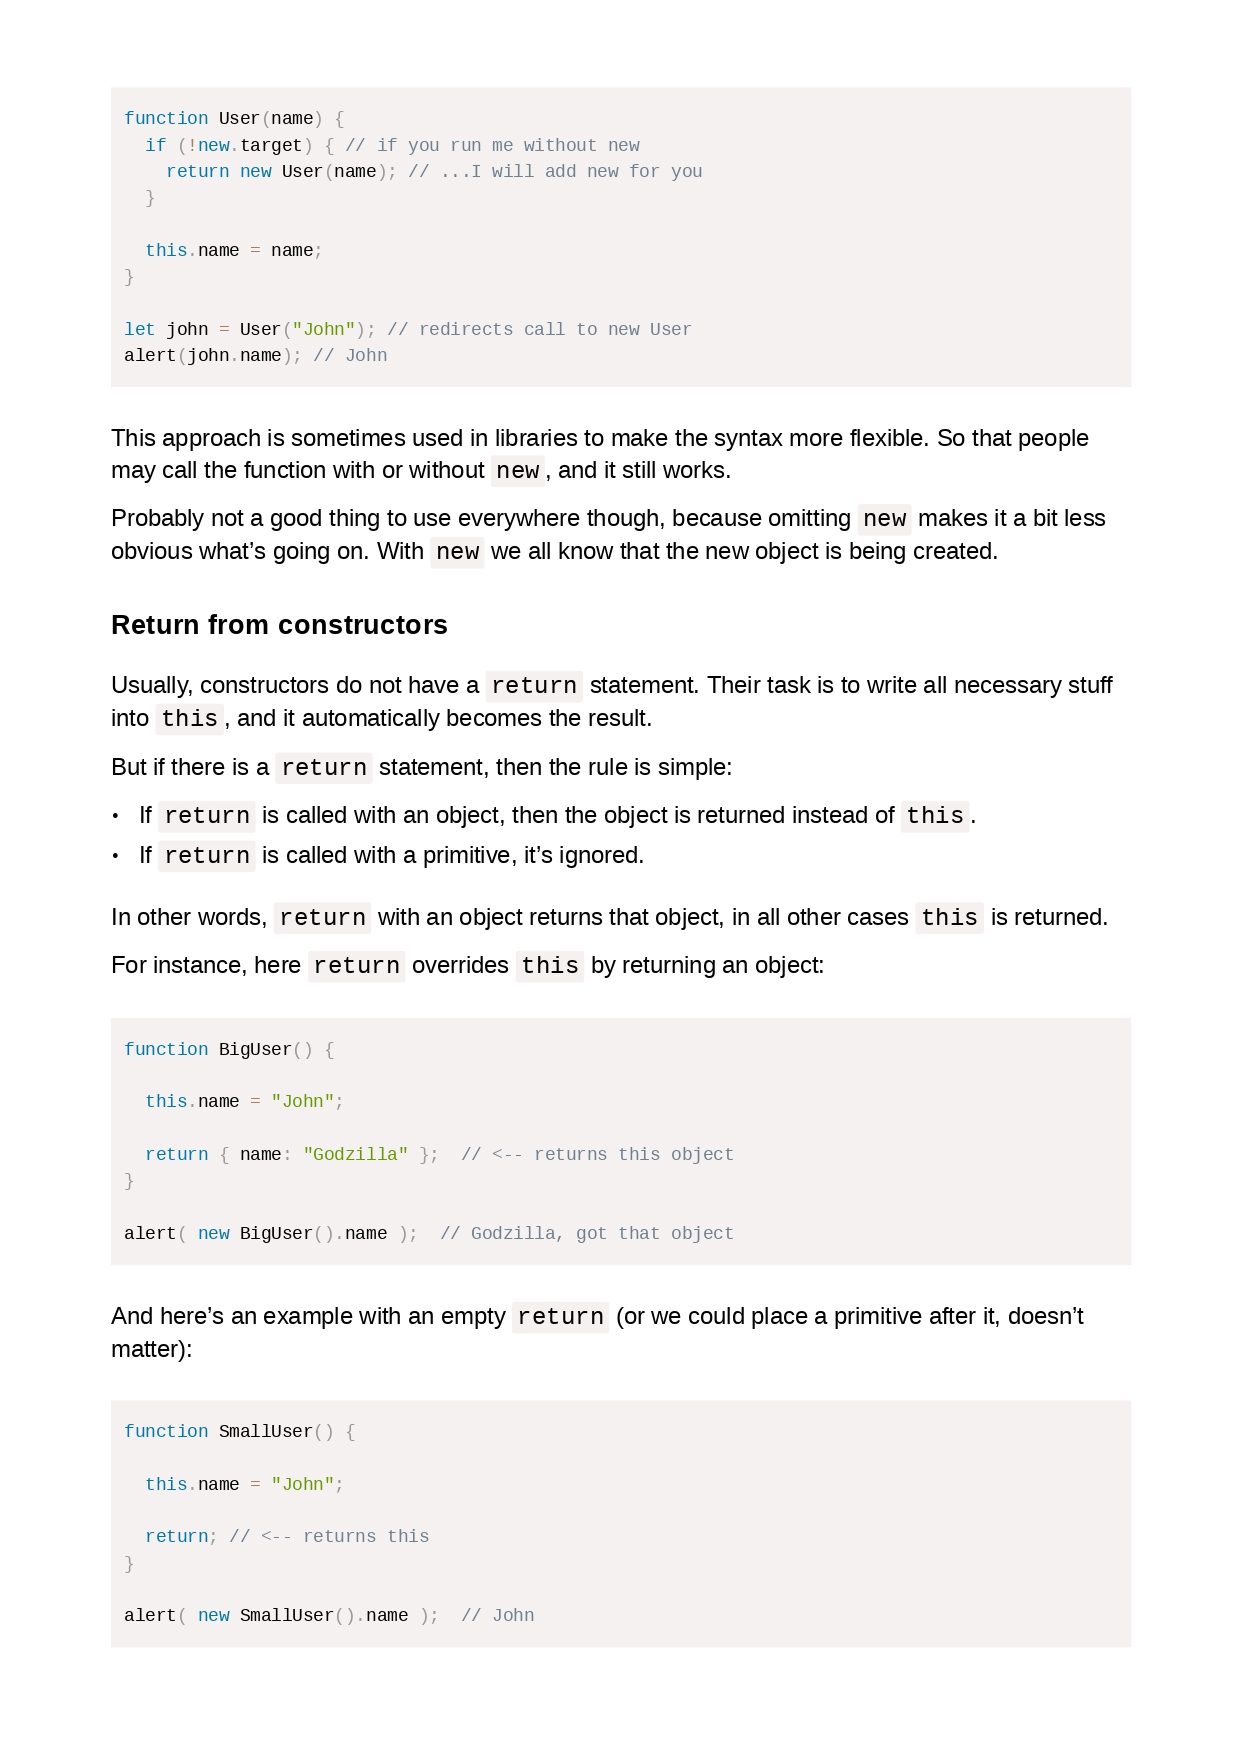 function User(name) {
  if (!new.target) { // if you run me without new
    return new User(name); // ...I will add new for you
  }

  this.name = name;
}

let john = User("John"); // redirects call to new User
alert(john.name); // John

This approach is sometimes used in libraries to make the syntax more flexible. So that people
may call the function with or without new, and it still works.
Probably not a good thing to use everywhere though, because omitting new makes it a bit less
obvious what’s going on. With new we all know that the new object is being created.

Return from constructors

Usually, constructors do not have a return statement. Their task is to write all necessary stuff
into this, and it automatically becomes the result.
But if there is a return statement, then the rule is simple:
• If return is called with an object, then the object is returned instead of this.
• If return is called with a primitive, it’s ignored.
In other words, return with an object returns that object, in all other cases this is returned.
For instance, here return overrides this by returning an object:

function BigUser() {

  this.name = "John";

  return { name: "Godzilla" };  // <-- returns this object
}

alert( new BigUser().name );  // Godzilla, got that object

And here’s an example with an empty return (or we could place a primitive after it, doesn’t
matter):

function SmallUser() {

  this.name = "John";

  return; // <-- returns this
}

alert( new SmallUser().name );  // John